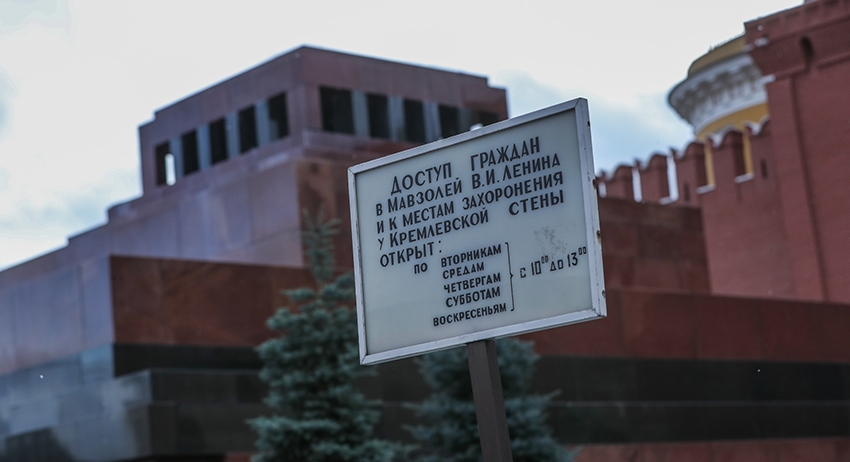 ДОСТУП ГРАЖДАН
В МАВЗОЛЕЙ В.И. ЛЕНИНА
И К МЕСТАМ ЗАХОРОНЕНИЯ
У КРЕМЛЕВСКОЙ СТЕНЫ
ОТКРЫТ:
ПО ВТОРНИКАМ
СРЕДАМ
ЧЕТВЕРГАМ С 10⁰⁰ ДО 13⁰⁰
СУББОТАМ
ВОСКРЕСЕНЬЯМ